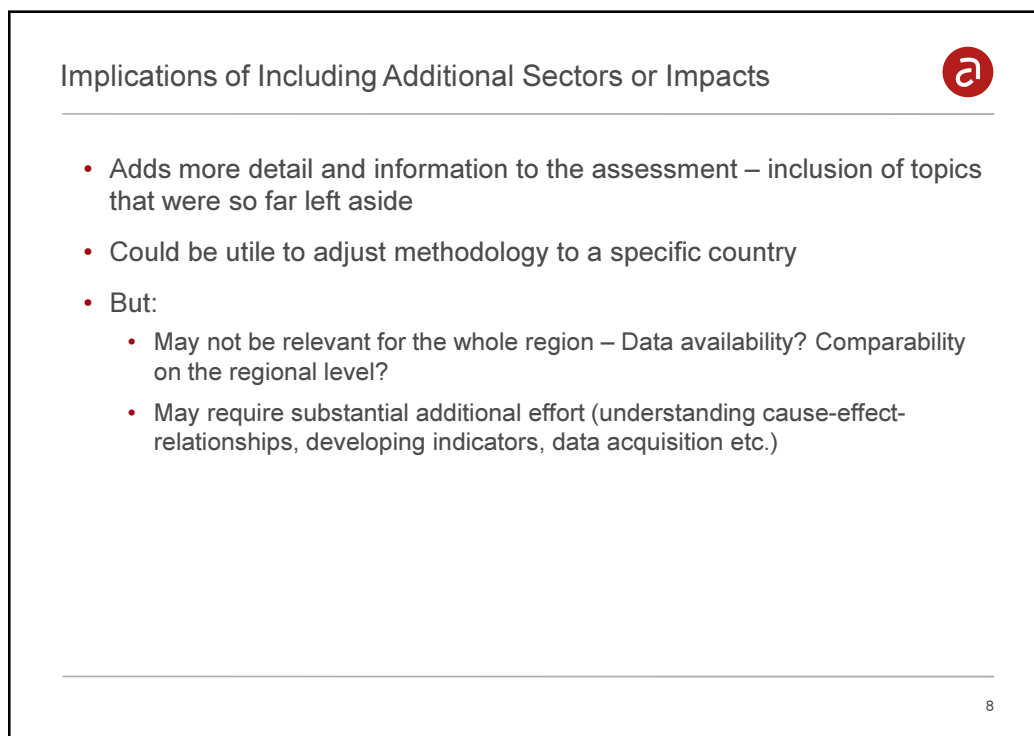 Implications of Including Additional Sectors or Impacts
a
• Adds more detail and information to the assessment – inclusion of topics
that were so far left aside
• Could be utile to adjust methodology to a specific country
• But:
• May not be relevant for the whole region – Data availability? Comparability
on the regional level?
• May require substantial additional effort (understanding cause-effect-
relationships, developing indicators, data acquisition etc.)
8